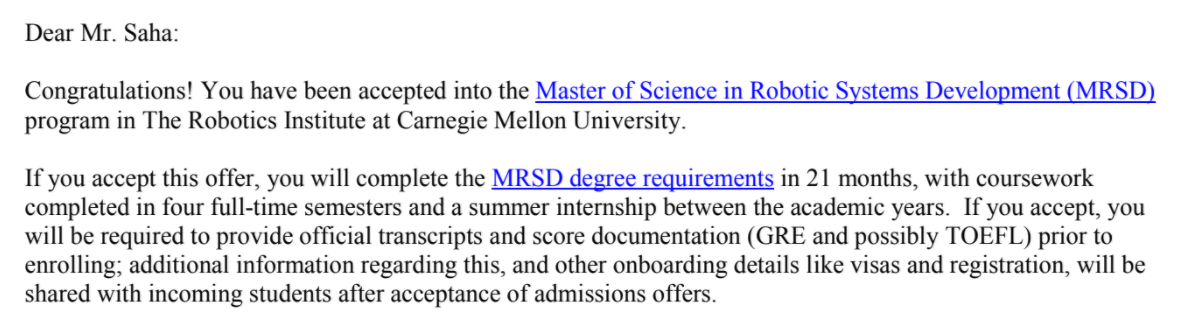 Dear Mr. Saha:
Congratulations! You have been accepted into the Master of Science in Robotic Systems Development (MRSD)
program in The Robotics Institute at Carnegie Mellon University.
If you accept this offer, you will complete the MRSD degree requirements in 21 months, with coursework
completed in four full-time semesters and a summer internship between the academic years.  If you accept, you
will be required to provide official transcripts and score documentation (GRE and possibly TOEFL) prior to
enrolling; additional information regarding this, and other onboarding details like visas and registration, will be
shared with incoming students after acceptance of admissions offers.